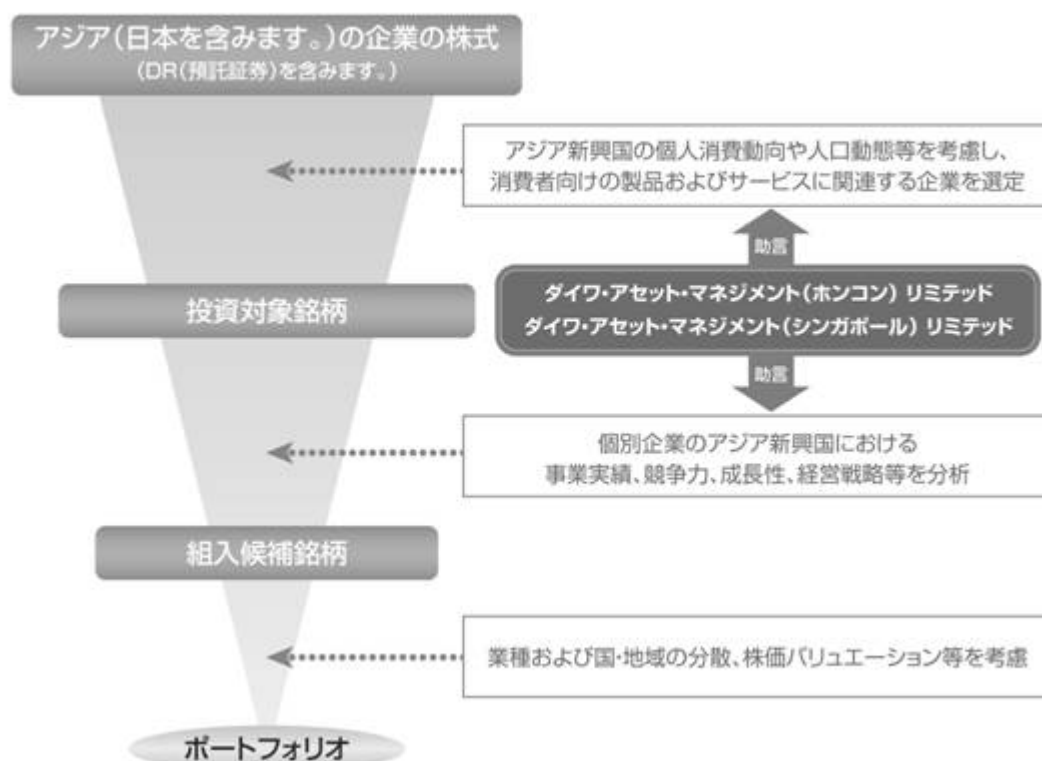 アジア(日本を含みます。)の企業の株式
(DR(預託証券)を含みます。)
アジア新興国の個人消費動向や人口動態等を考慮し、
消費者向けの製品およびサービスに関連する企業を選定
助言
投資対象銘柄
ダイワ・アセット・マネジメント(ホンコン) リミテッド
ダイワ・アセット・マネジメント(シンガポール) リミテッド
助言
個別企業のアジア新興国における
事業実績、競争力、成長性、経営戦略等を分析
組入候補銘柄
業種および国・地域の分散、株価バリュエーション等を考慮
ポートフォリオ